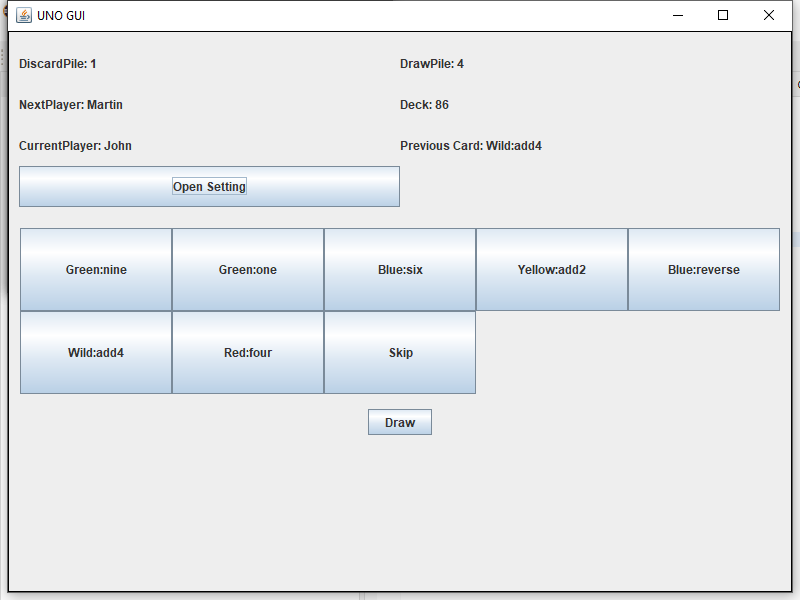 UNO GUI
DiscardPile: 1
DrawPile: 4
NextPlayer: Martin
Deck: 86
CurrentPlayer: John
Previous Card: Wild:add4
Open Setting
Green:nine
Green:one
Blue:six
Yellow:add2
Blue:reverse
Wild:add4
Red:four
Skip
Draw